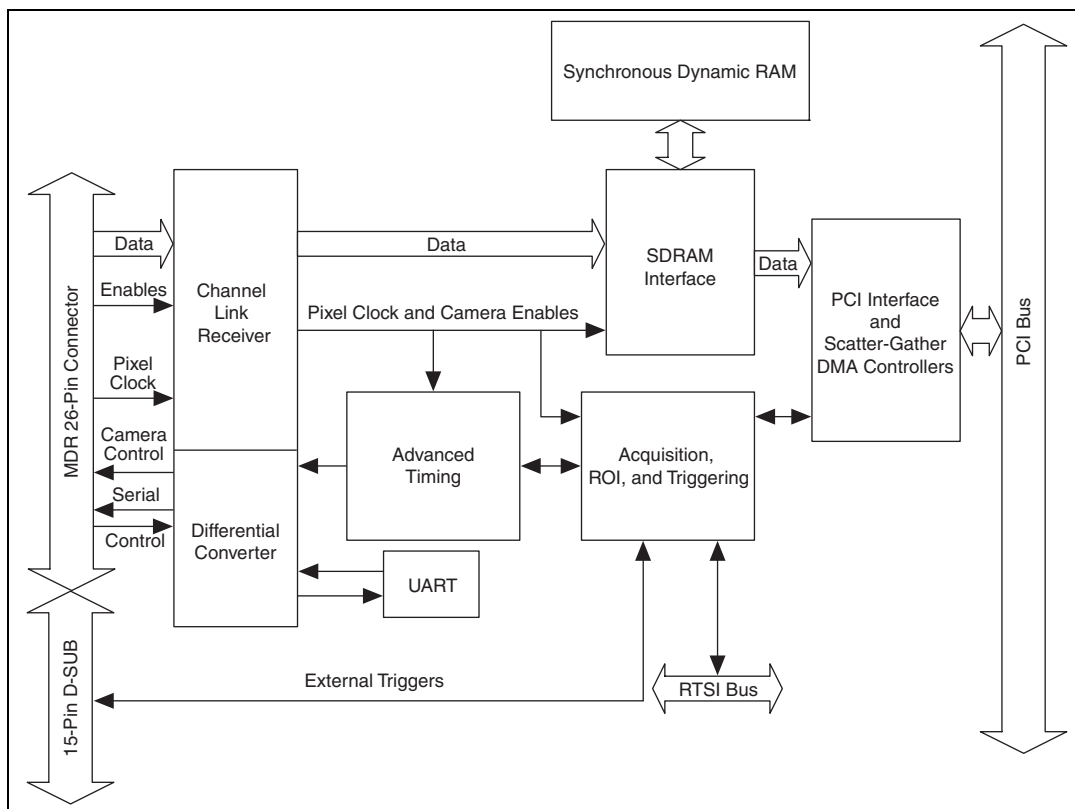 Synchronous Dynamic RAM
MDR 26-Pin Connector
Data
Enables
Pixel
Clock
Camera
Control
Serial
Control
Channel
Link
Receiver
Differential
Converter
Data
Pixel Clock and Camera Enables
SDRAM
Interface
Data
PCI Interface
and
Scatter-Gather
DMA Controllers
PCI Bus
Advanced
Timing
Acquisition,
ROI, and Triggering
UART
15-Pin D-SUB
External Triggers
RTSI Bus